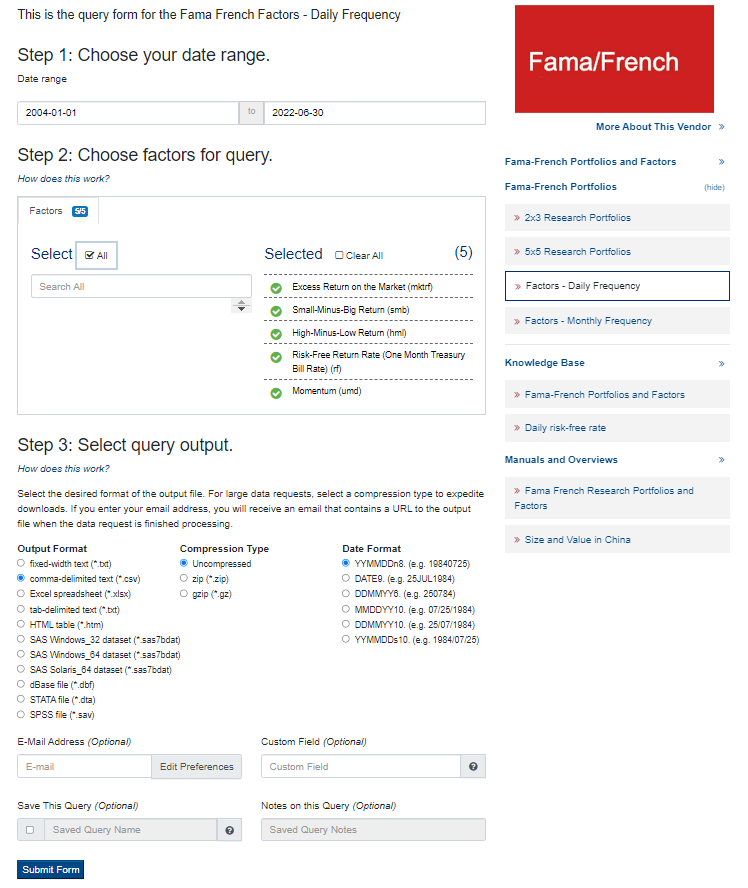 This is the query form for the Fama French Factors - Daily Frequency
Step 1: Choose your date range.
Date range
2004-01-01 to 2022-06-30
Step 2: Choose factors for query.
How does this work?
Factors 5/5
Select All
Search All
Selected Clear All (5)
Excess Return on the Market (mktrf)
Small-Minus-Big Return (smb)
High-Minus-Low Return (hml)
Risk-Free Return Rate (One Month Treasury
Bill Rate) (rf)
Momentum (umd)
Step 3: Select query output.
How does this work?
Select the desired format of the output file. For large data requests, select a compression type to expedite
downloads. If you enter your email address, you will receive an email that contains a URL to the output
file when the data request is finished processing.
Output Format
fixed-width text (*.txt)
comma-delimited text (*.csv)
Excel spreadsheet (*.xlsx)
tab-delimited text (*.txt)
HTML table (*.htm)
SAS Windows_32 dataset (*.sas7bdat)
SAS Windows_64 dataset (*.sas7bdat)
SAS Solaris_64 dataset (*.sas7bdat)
dBase file (*.dbf)
STATA file (*.dta)
SPSS file (*.sav)
Compression Type
Uncompressed
zip (*.zip)
gzip (*.gz)
Date Format
YYMMDDn8. (e.g. 19840725)
DATE9. (e.g. 25JUL1984)
DDMMYY6. (e.g. 250784)
MMDDYY10. (e.g. 07/25/1984)
DDMMYY10. (e.g. 25/07/1984)
YYMMDDs10. (e.g. 1984/07/25)
E-Mail Address (Optional)
E-mail Edit Preferences
Custom Field (Optional)
Custom Field
Save This Query (Optional)
Saved Query Name
Notes on this Query (Optional)
Saved Query Notes
Submit Form
Fama/French
More About This Vendor »
Fama-French Portfolios and Factors »
Fama-French Portfolios (hide)
» 2x3 Research Portfolios
» 5x5 Research Portfolios
» Factors - Daily Frequency
» Factors - Monthly Frequency
Knowledge Base »
» Fama-French Portfolios and Factors
» Daily risk-free rate
Manuals and Overviews »
» Fama French Research Portfolios and
Factors
» Size and Value in China